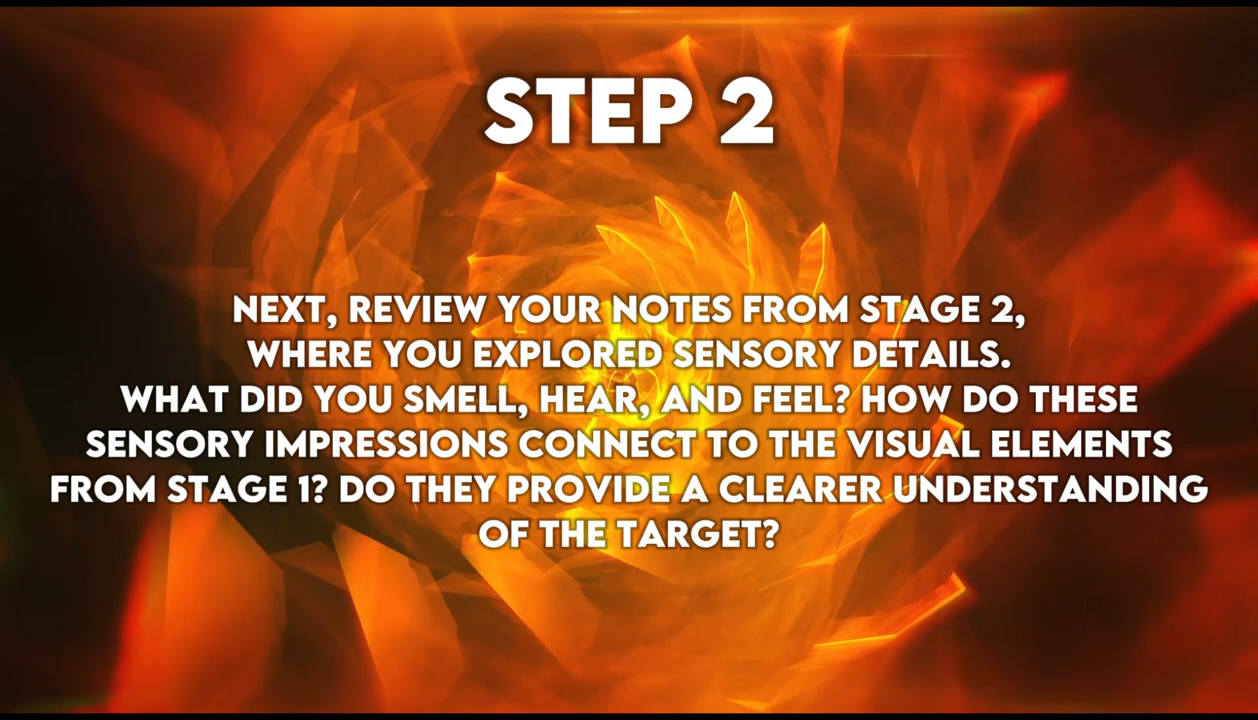 STEP 2
NEXT, REVIEW YOUR NOTES FROM STAGE 2,
WHERE YOU EXPLORED SENSORY DETAILS.
WHAT DID YOU SMELL, HEAR, AND FEEL? HOW DO THESE
SENSORY IMPRESSIONS CONNECT TO THE VISUAL ELEMENTS
FROM STAGE 1? DO THEY PROVIDE A CLEARER UNDERSTANDING
OF THE TARGET?